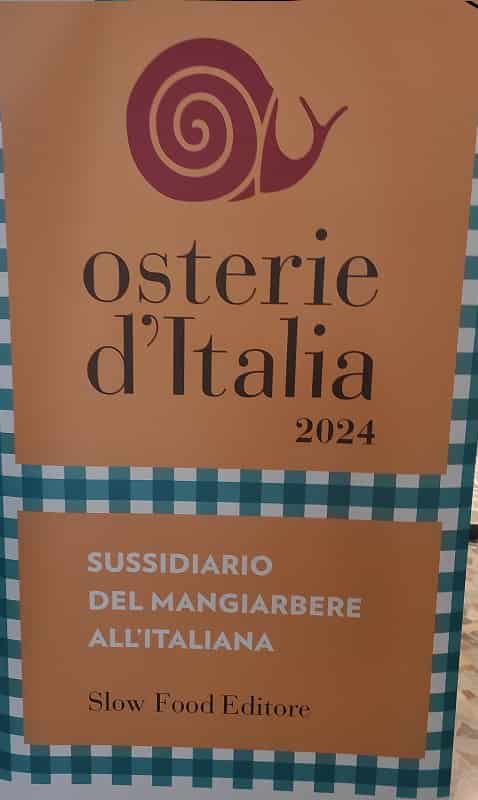 osterie
d'Italia
2024
SUSSIDIARIO
DEL MANGIARBERE
ALL'ITALIANA
Slow Food Editore